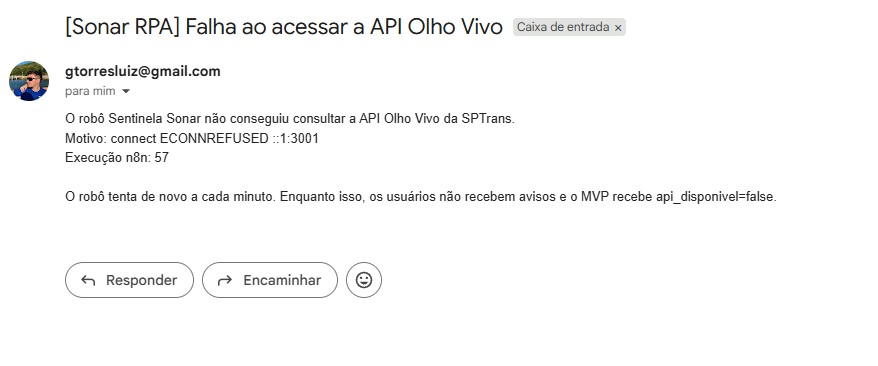 [Sonar RPA] Falha ao acessar a API Olho Vivo Caixa de entrada ×
gtorresluiz@gmail.com
para mim
O robô Sentinela Sonar não conseguiu consultar a API Olho Vivo da SPTrans.
Motivo: connect ECONNREFUSED ::1:3001
Execução n8n: 57
O robô tenta de novo a cada minuto. Enquanto isso, os usuários não recebem avisos e o MVP recebe api_disponivel=false.
Responder Encaminhar